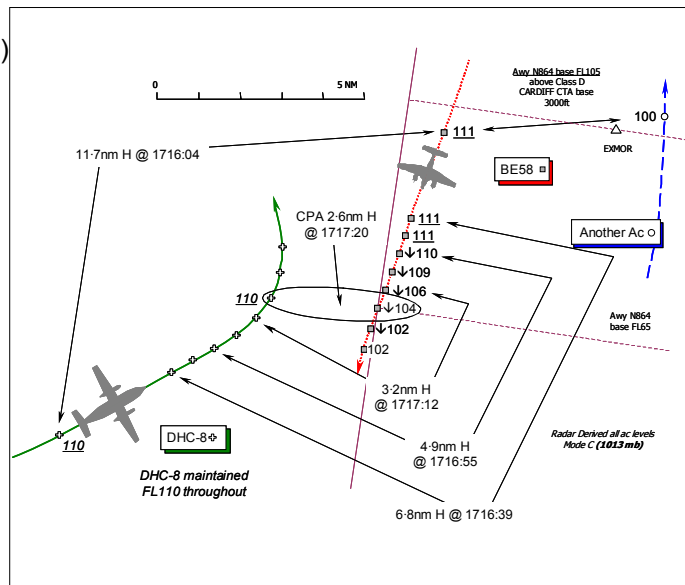 )
0
5 NM
Awy N864 base FL105
above Class D
CARDIFF CTA base
3000ft
100
111
EXMOR
11·7nm H @ 1716:04
BE58
CPA 2·6nm H
@ 1717:20
111
111
Another Ac
↓110
↓109
110
↓106
↓104
Awy N864
base FL65
↓102
102
3·2nm H
@ 1717:12
DHC-8
110
4·9nm H
@ 1716:55
Radar Derived all ac levels
Mode C (1013 mb)
DHC-8 maintained
FL110 throughout
6·8nm H @ 1716:39